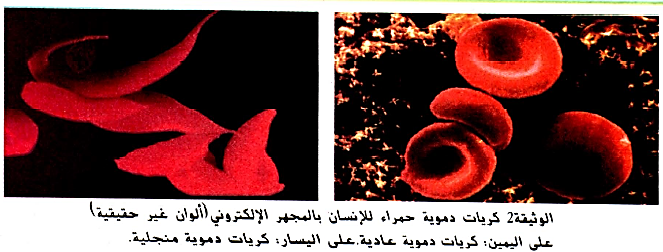 الوثيقة2 كريات دموية حمراء للإنسان بالمجهر الإلكتروني(ألوان غير حقيقية)
على اليمين: كريات دموية عادية.على اليسار: كريات دموية منجلية.